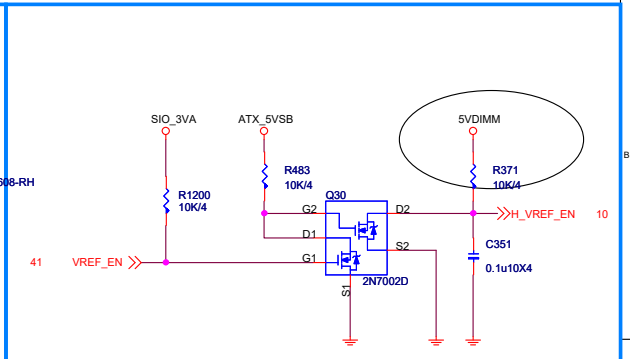 SIO_3VA
ATX_5VSB
5VDIMM
B
R483
10K/4
R371
10K/4
608-RH
R1200
10K/4
Q30
G2
D2
H_VREF_EN
10
D1
S2
C351
41
VREF_EN
G1
0.1u10X4
2N7002D
S1